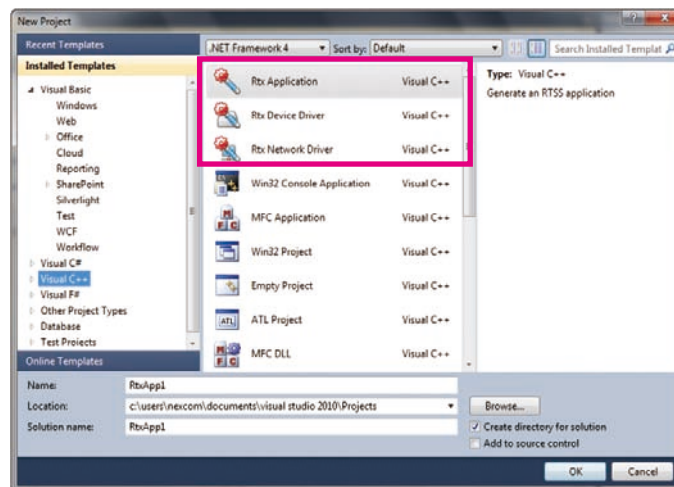 New Project
Recent Templates
.NET Framework 4
Sort by: Default
Search Installed Templat
Installed Templates
Visual Basic
Windows
Web
Office
Cloud
Reporting
SharePoint
Silverlight
Test
WCF
Workflow
Visual C#
Visual C++
Visual F#
Other Project Types
Database
Test Projects
Online Templates
Rtx Application Visual C++
Rtx Device Driver Visual C++
Rtx Network Driver Visual C++
Win32 Console Application Visual C++
MFC Application Visual C++
Win32 Project Visual C++
Empty Project Visual C++
ATL Project Visual C++
MFC DLL Visual C++
Type: Visual C++
Generate an RTSS application
Name: RtxApp1
Location: c:\users\nexcom\documents\visual studio 2010\Projects
Browse...
Solution name: RtxApp1
Create directory for solution
Add to source control
OK Cancel